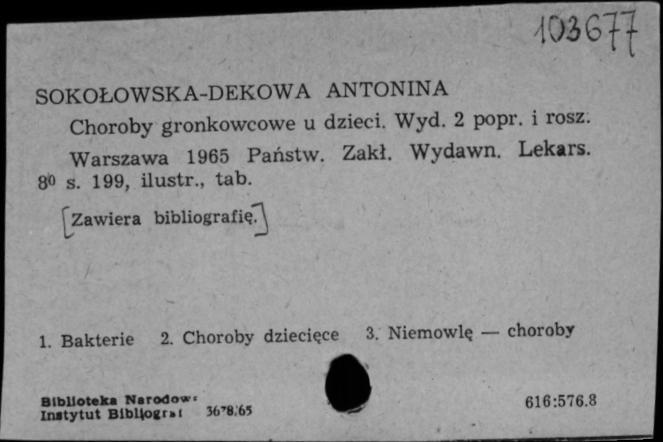 103677
SOKOŁOWSKA-DEKOWA ANTONINA
Choroby gronkowcowe u dzieci. Wyd. 2 popr. i rosz.
Warszawa 1965 Państw. Zakł. Wydawn. Lekars.
8⁰ s. 199, ilustr., tab.
[Zawiera bibliografię.]
1. Bakterie 2. Choroby dziecięce 3. Niemowlę — choroby
Biblioteka Narodow
Instytut Bibliograf 3678/65
616:576.8